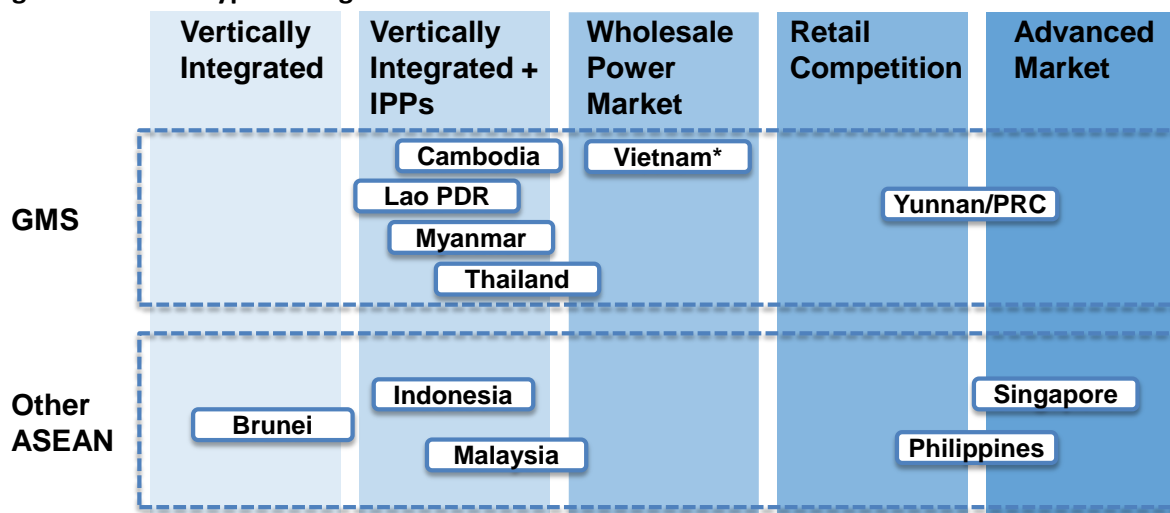 Vertically
Integrated
Vertically
Integrated +
IPPs
Wholesale
Power
Market
Retail
Competition
Advanced
Market
GMS
Cambodia
Vietnam*
Lao PDR
Yunnan/PRC
Myanmar
Thailand
Other
ASEAN
Indonesia
Singapore
Brunei
Malaysia
Philippines